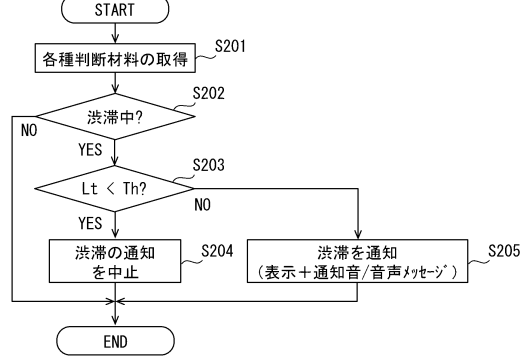 START
各種判断材料の取得
S201
渋滞中?
S202
NO
YES
Lt < Th?
S203
NO
YES
渋滞の通知
を中止
S204
渋滞を通知
(表示+通知音/音声ﾒｯｾｰｼﾞ)
S205
END